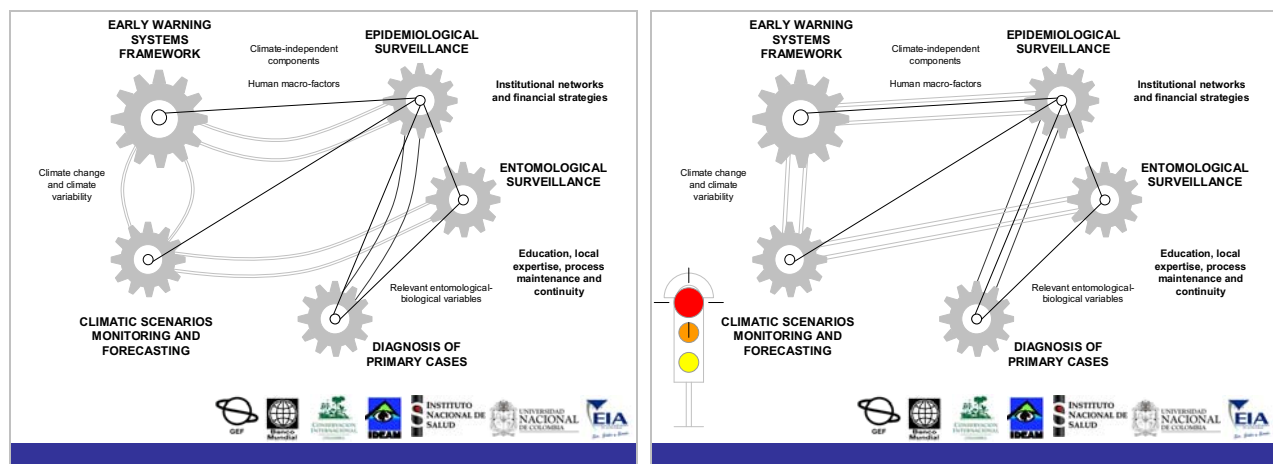 EARLY WARNING
SYSTEMS
FRAMEWORK
Climate-independent
components
Human macro-factors
EPIDEMIOLOGICAL
SURVEILLANCE
Institutional networks
and financial strategies
Climate change
and climate
variability
ENTOMOLOGICAL
SURVEILLANCE
Education, local
expertise, process
maintenance and
continuity
Relevant entomological-
biological variables
CLIMATIC SCENARIOS
MONITORING AND
FORECASTING
DIAGNOSIS OF
PRIMARY CASES
GEF
Banco
Mundial
CONSERVACION
INTERNACIONAL
IDEAM
INSTITUTO
NACIONAL DE
SALUD
UNIVERSIDAD
NACIONAL
DE COLOMBIA
EIA
EARLY WARNING
SYSTEMS
FRAMEWORK
Climate-independent
components
Human macro-factors
EPIDEMIOLOGICAL
SURVEILLANCE
Institutional networks
and financial strategies
Climate change
and climate
variability
ENTOMOLOGICAL
SURVEILLANCE
Education, local
expertise, process
maintenance and
continuity
Relevant entomological-
biological variables
CLIMATIC SCENARIOS
MONITORING AND
FORECASTING
DIAGNOSIS OF
PRIMARY CASES
GEF
Banco
Mundial
CONSERVACION
INTERNACIONAL
IDEAM
INSTITUTO
NACIONAL DE
SALUD
UNIVERSIDAD
NACIONAL
DE COLOMBIA
EIA